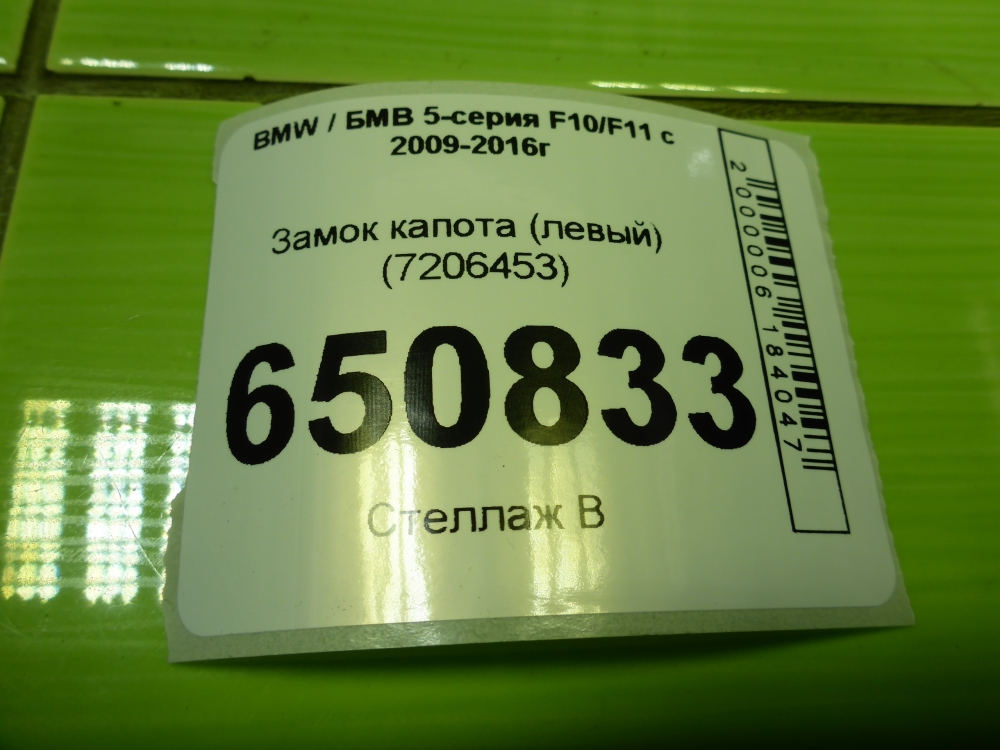 BMW / БМВ 5-серия F10/F11 с
2009-2016г
Замок капота (левый)
(7206453)
650833
Стеллаж В
2000006184047